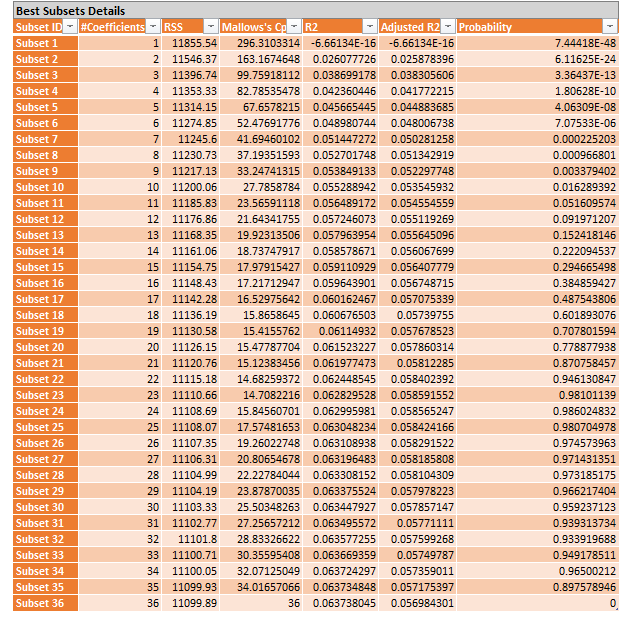 Best Subsets Details
Subset ID #Coefficients RSS Mallows's Cp R2 Adjusted R2 Probability
Subset 1 1 11855.54 296.3103314 -6.66134E-16 -6.66134E-16 7.44418E-48
Subset 2 2 11546.37 163.1674648 0.026077726 0.025878396 6.11625E-24
Subset 3 3 11396.74 99.75918112 0.038699178 0.038305606 3.36437E-13
Subset 4 4 11353.33 82.78535478 0.042360446 0.041772215 1.80628E-10
Subset 5 5 11314.15 67.6578215 0.045665445 0.044883685 4.06309E-08
Subset 6 6 11274.85 52.47691776 0.048980744 0.048006738 7.07533E-06
Subset 7 7 11245.6 41.69460102 0.051447272 0.050281258 0.000225203
Subset 8 8 11230.73 37.19351593 0.052701748 0.051342919 0.000966801
Subset 9 9 11217.13 33.24741315 0.053849133 0.052297748 0.003379402
Subset 10 10 11200.06 27.7858784 0.055288942 0.053545932 0.016289392
Subset 11 11 11185.83 23.56591118 0.056489172 0.054554559 0.051609574
Subset 12 12 11176.86 21.64341755 0.057246073 0.055119269 0.091971207
Subset 13 13 11168.35 19.92313506 0.057963954 0.055645096 0.152418146
Subset 14 14 11161.06 18.73747917 0.058578671 0.056067699 0.222094537
Subset 15 15 11154.75 17.97915427 0.059110929 0.056407779 0.294665498
Subset 16 16 11148.43 17.21712947 0.059643901 0.056748715 0.384859427
Subset 17 17 11142.28 16.52975642 0.060162467 0.057075339 0.487543806
Subset 18 18 11136.19 15.8658645 0.060676503 0.05739755 0.601893076
Subset 19 19 11130.58 15.4155762 0.06114932 0.057678523 0.707801594
Subset 20 20 11126.15 15.47787704 0.061523227 0.057860314 0.778877938
Subset 21 21 11120.76 15.12383456 0.061977473 0.05812285 0.870758457
Subset 22 22 11115.18 14.68259372 0.062448545 0.058402392 0.946130847
Subset 23 23 11110.66 14.7082216 0.062829528 0.058591552 0.98101139
Subset 24 24 11108.69 15.84560701 0.062995981 0.058565247 0.986024832
Subset 25 25 11108.07 17.57481653 0.063048234 0.058424166 0.980704978
Subset 26 26 11107.35 19.26022748 0.063108938 0.058291522 0.974573963
Subset 27 27 11106.31 20.80654678 0.063196483 0.058185808 0.971431351
Subset 28 28 11104.99 22.22784044 0.063308152 0.058104309 0.973185175
Subset 29 29 11104.19 23.87870035 0.063375524 0.057978223 0.966217404
Subset 30 30 11103.33 25.50348263 0.063447927 0.057857147 0.959237123
Subset 31 31 11102.77 27.25657212 0.063495572 0.05771111 0.939313734
Subset 32 32 11101.8 28.83326622 0.063577255 0.057599268 0.933919688
Subset 33 33 11100.71 30.35595408 0.063669359 0.05749787 0.949178511
Subset 34 34 11100.05 32.07125049 0.063724297 0.057359011 0.96500212
Subset 35 35 11099.93 34.01657066 0.063734848 0.057175397 0.897578946
Subset 36 36 11099.89 36 0.063738045 0.056984301 0